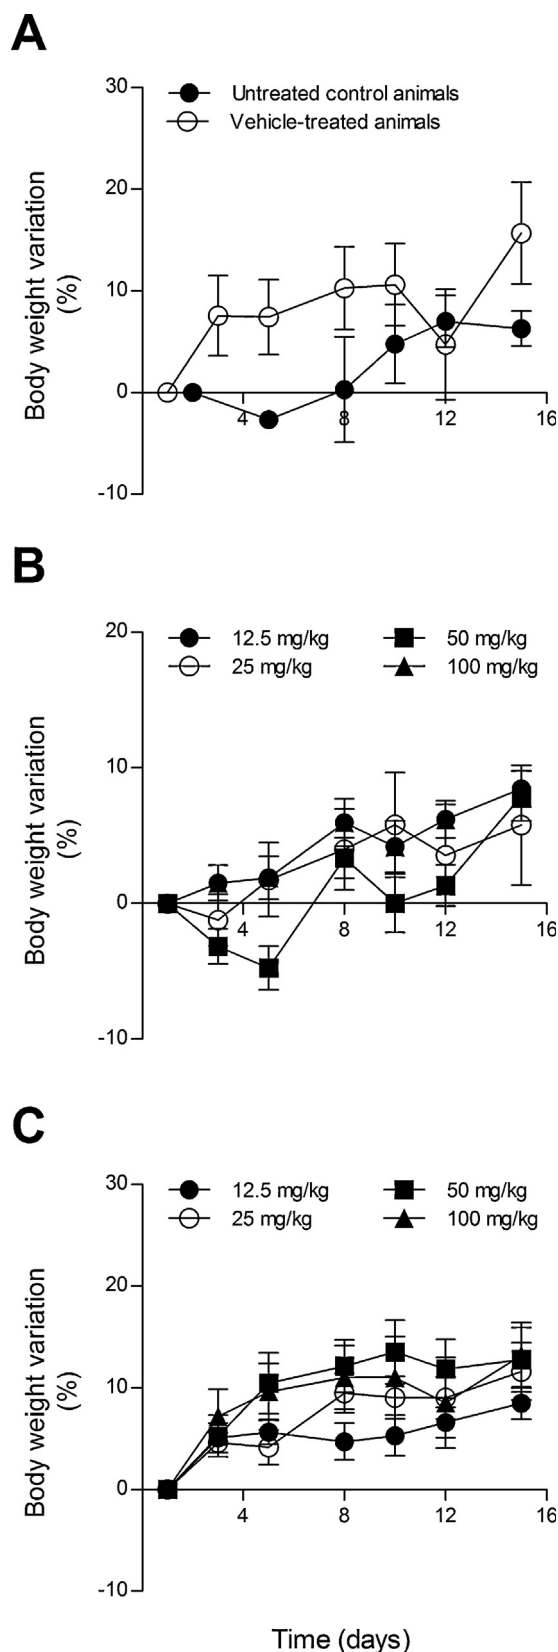 A
30
Untreated control animals
Vehicle-treated animals
20
Body weight variation
(%)
10
0
4
8
12
16
-10
B
20
12.5 mg/kg
50 mg/kg
25 mg/kg
100 mg/kg
10
Body weight variation
(%)
0
4
8
12
16
-10
C
30
12.5 mg/kg
50 mg/kg
25 mg/kg
100 mg/kg
20
Body weight variation
(%)
10
0
4
8
12
16
-10
Time (days)